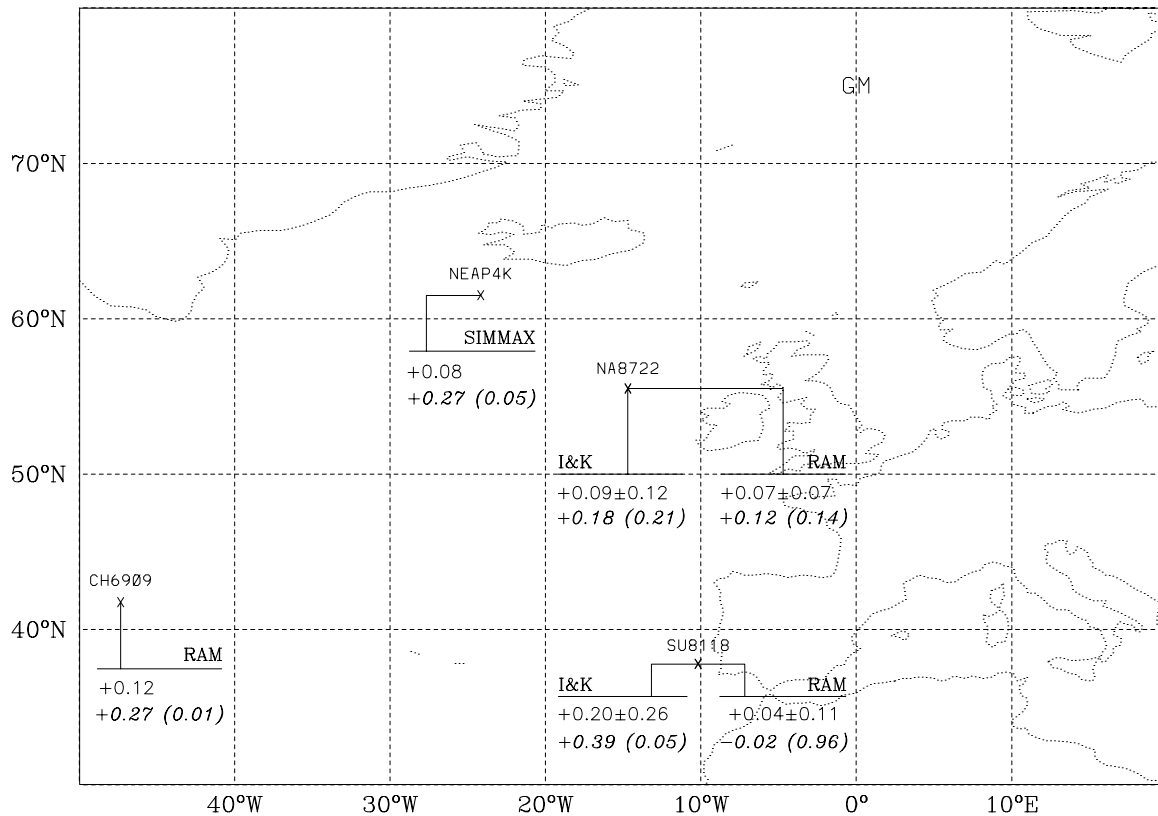 GM
70°N
NEAP4K
60°N
SIMMAX
+0.08
+0.27 (0.05)
NA8722
I&K RAM
50°N
+0.09±0.12 +0.07±0.07
+0.18 (0.21) +0.12 (0.14)
CH6909
40°N
SU8118
RAM
I&K RAM
+0.12
+0.27 (0.01)
+0.20±0.26 +0.04±0.11
+0.39 (0.05) −0.02 (0.96)
40°W 30°W 20°W 10°W 0° 10°E